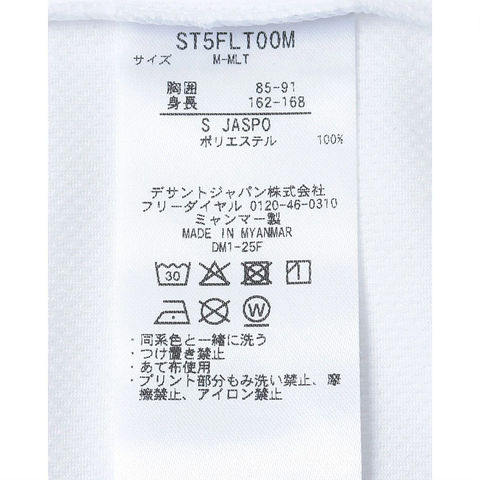 ST5FLT00M
サイズ M-MLT
胸囲 85-91
身長 162-168
S JASPO
ポリエステル 100%
デサントジャパン株式会社
フリーダイヤル 0120-46-0310
ミャンマー製
MADE IN MYANMAR
DM1-25F
30
W
・同系色と一緒に洗う
・つけ置き禁止
・あて布使用
・プリント部分もみ洗い禁止、摩
擦禁止、アイロン禁止